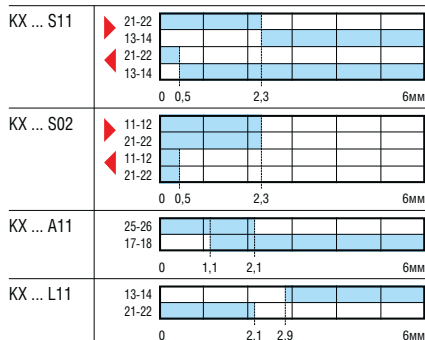 KX ... S11
21-22
13-14
21-22
13-14
0 0,5 2,3 6мм
KX ... S02
11-12
21-22
11-12
21-22
0 0,5 2,3 6мм
KX ... A11
25-26
17-18
0 1,1 2,1 6мм
KX ... L11
13-14
21-22
0 2,1 2,9 6мм